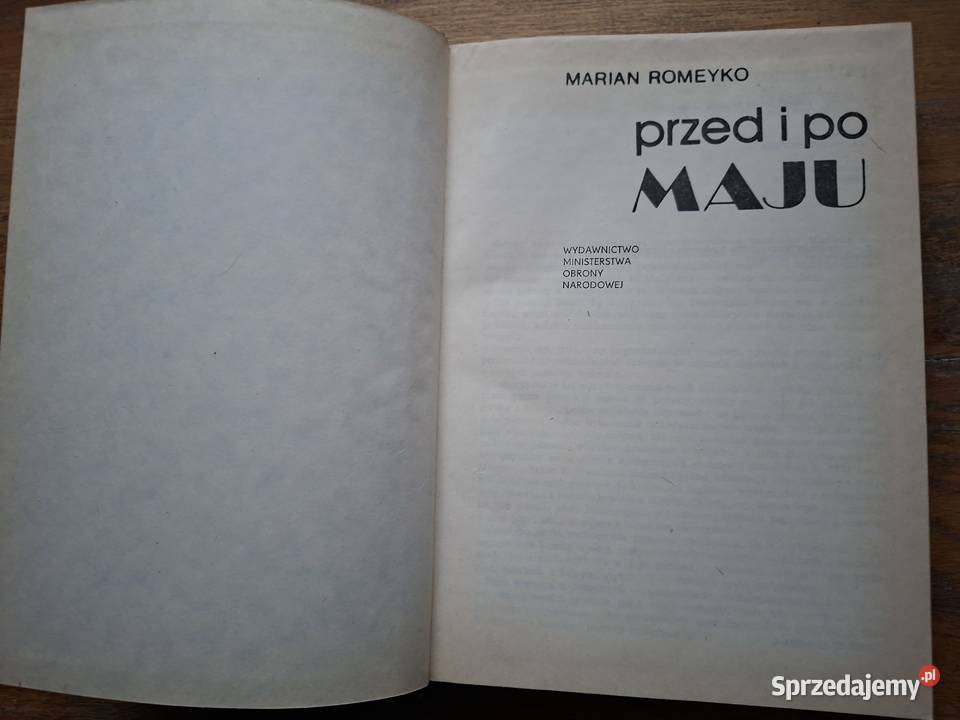 MARIAN ROMEYKO
przed i po
MAJU
WYDAWNICTWO
MINISTERSTWA
OBRONY
NARODOWEJ
Sprzedajemy.pl